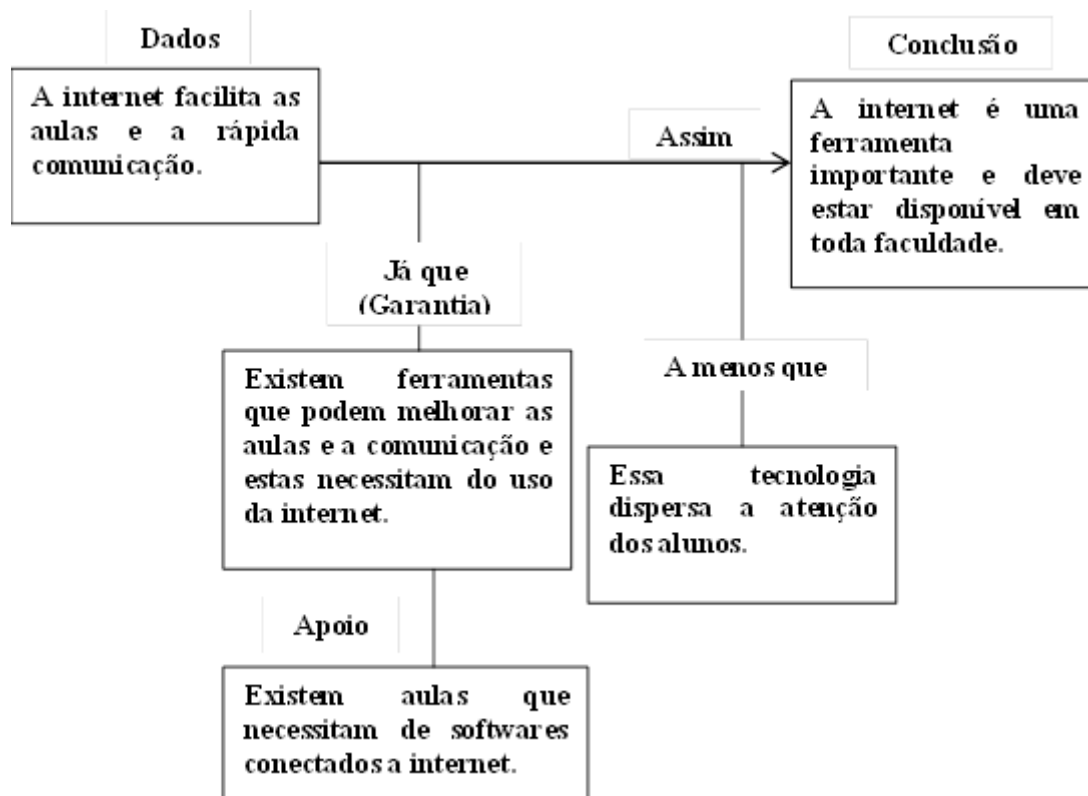 Dados
A internet facilita as
aulas e a rápida
comunicação.
Assim
Conclusão
A internet é uma
ferramenta
importante e deve
estar disponível em
toda faculdade.
Já que
(Garantia)
Existem ferramentas
que podem melhorar as
aulas e a comunicação e
estas necessitam do uso
da internet.
A menos que
Essa tecnologia
dispersa a atenção
dos alunos.
Apoio
Existem aulas que
necessitam de softwares
conectados a internet.